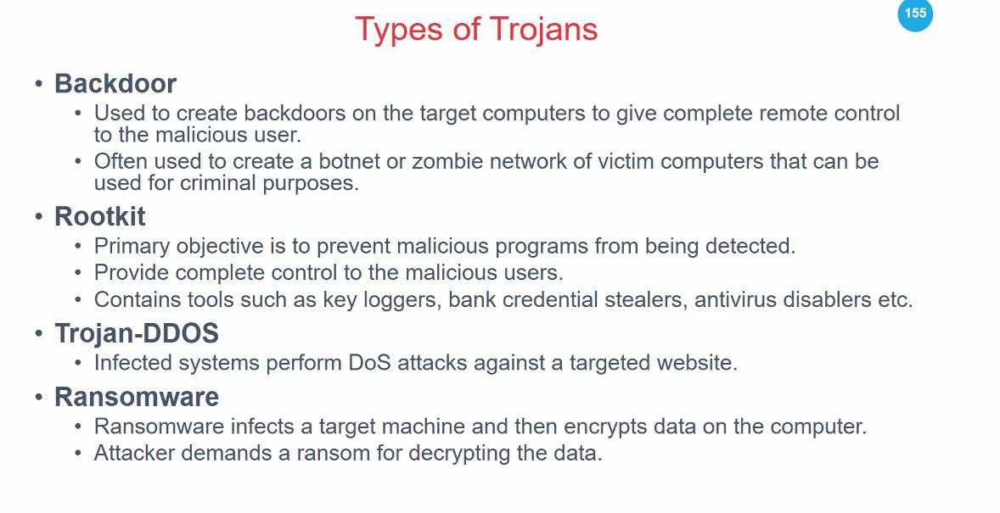 155
Types of Trojans
• Backdoor
• Used to create backdoors on the target computers to give complete remote control
to the malicious user.
• Often used to create a botnet or zombie network of victim computers that can be
used for criminal purposes.
• Rootkit
• Primary objective is to prevent malicious programs from being detected.
• Provide complete control to the malicious users.
• Contains tools such as key loggers, bank credential stealers, antivirus disablers etc.
• Trojan-DDOS
• Infected systems perform DoS attacks against a targeted website.
• Ransomware
• Ransomware infects a target machine and then encrypts data on the computer.
• Attacker demands a ransom for decrypting the data.